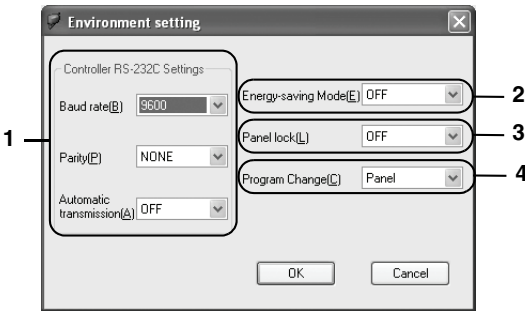 Environment setting
Controller RS-232C Settings
Baud rate(B) 9600
Parity(P) NONE
Automatic
transmission(A) OFF
1
Energy-saving Mode(E) OFF 2
Panel lock(L) OFF 3
Program Change(C) Panel 4
OK Cancel